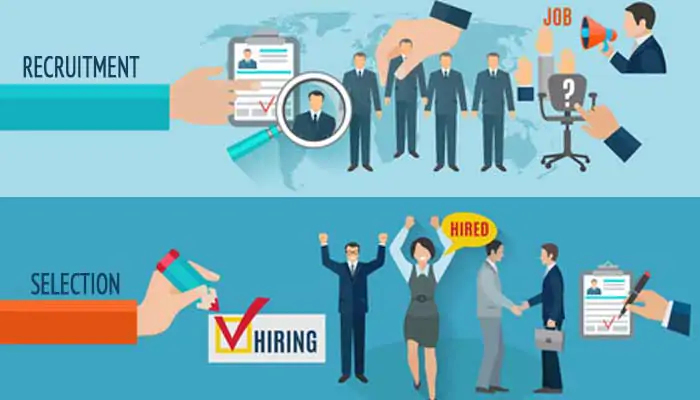 RECRUITMENT
JOB
?
SELECTION
HIRED
HIRING